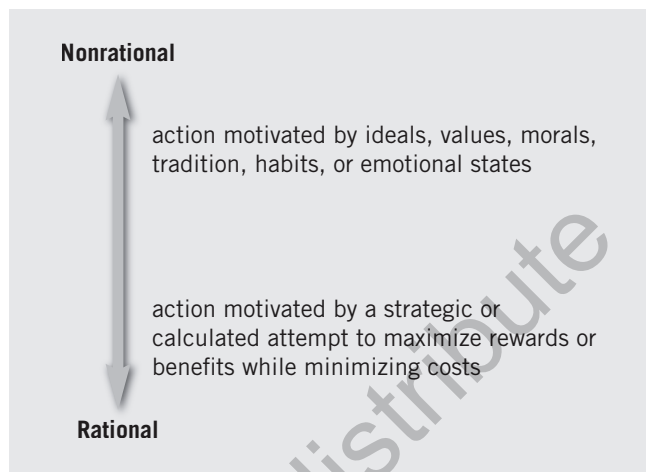 Nonrational
action motivated by ideals, values, morals,
tradition, habits, or emotional states
action motivated by a strategic or
calculated attempt to maximize rewards or
benefits while minimizing costs
Rational
distribute